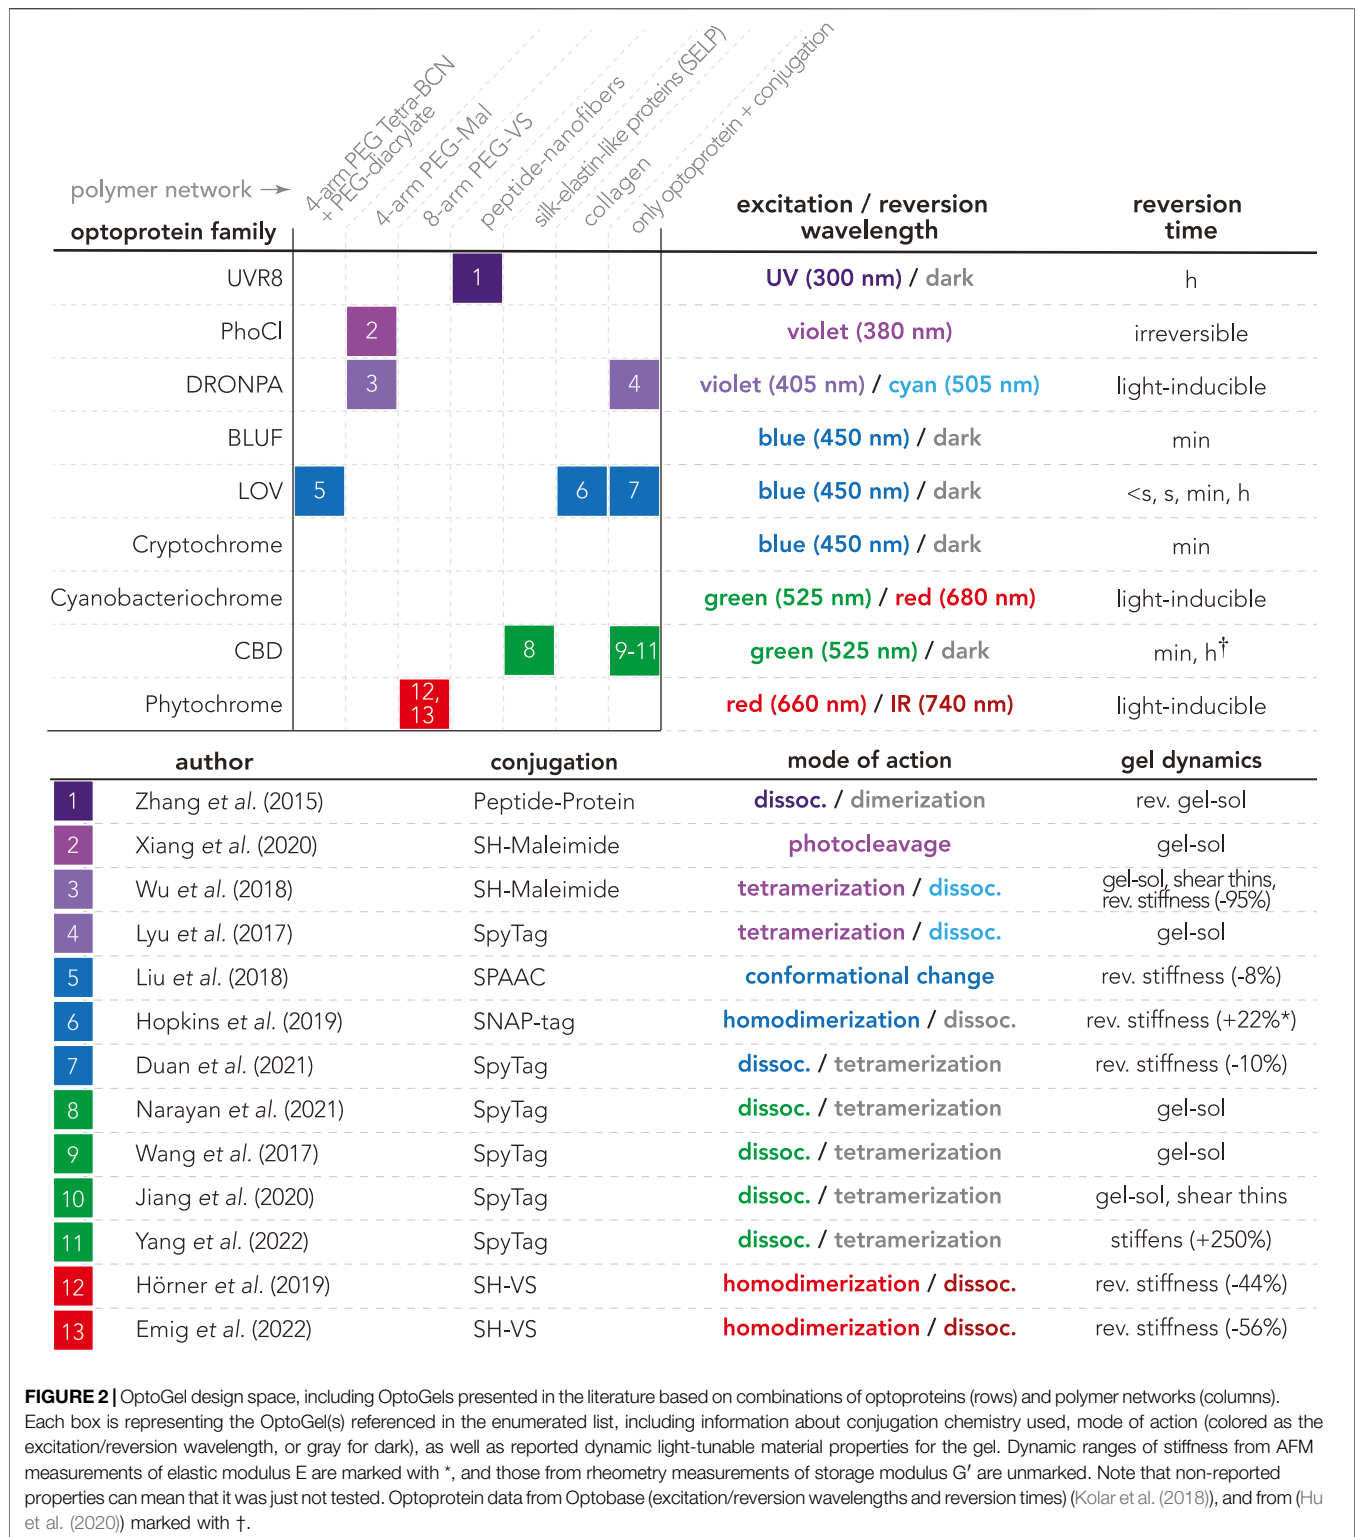 4-arm PEG Tetra-BCN
+ PEG-diacrylate
4-arm PEG-Mal
8-arm PEG-VS
peptide-nanofibers
silk-elastin-like proteins (SELP)
collagen
only optoprotein + conjugation
polymer network →
optoprotein family
excitation / reversion
wavelength
reversion
time
UVR8 1 UV (300 nm) / dark h
PhoCl 2 violet (380 nm) irreversible
DRONPA 3 4 violet (405 nm) / cyan (505 nm) light-inducible
BLUF blue (450 nm) / dark min
LOV 5 6 7 blue (450 nm) / dark <s, s, min, h
Cryptochrome blue (450 nm) / dark min
Cyanobacteriochrome green (525 nm) / red (680 nm) light-inducible
CBD 8 9-11 green (525 nm) / dark min, h†
Phytochrome 12, 13 red (660 nm) / IR (740 nm) light-inducible
author conjugation mode of action gel dynamics
1 Zhang et al. (2015) Peptide-Protein dissoc. / dimerization rev. gel-sol
2 Xiang et al. (2020) SH-Maleimide photocleavage gel-sol
3 Wu et al. (2018) SH-Maleimide tetramerization / dissoc. gel-sol, shear thins,
rev. stiffness (-95%)
4 Lyu et al. (2017) SpyTag tetramerization / dissoc. gel-sol
5 Liu et al. (2018) SPAAC conformational change rev. stiffness (-8%)
6 Hopkins et al. (2019) SNAP-tag homodimerization / dissoc. rev. stiffness (+22%*)
7 Duan et al. (2021) SpyTag dissoc. / tetramerization rev. stiffness (-10%)
8 Narayan et al. (2021) SpyTag dissoc. / tetramerization gel-sol
9 Wang et al. (2017) SpyTag dissoc. / tetramerization gel-sol
10 Jiang et al. (2020) SpyTag dissoc. / tetramerization gel-sol, shear thins
11 Yang et al. (2022) SpyTag dissoc. / tetramerization stiffens (+250%)
12 Hörner et al. (2019) SH-VS homodimerization / dissoc. rev. stiffness (-44%)
13 Emig et al. (2022) SH-VS homodimerization / dissoc. rev. stiffness (-56%)
FIGURE 2 | OptoGel design space, including OptoGels presented in the literature based on combinations of optoproteins (rows) and polymer networks (columns).
Each box is representing the OptoGel(s) referenced in the enumerated list, including information about conjugation chemistry used, mode of action (colored as the
excitation/reversion wavelength, or gray for dark), as well as reported dynamic light-tunable material properties for the gel. Dynamic ranges of stiffness from AFM
measurements of elastic modulus E are marked with *, and those from rheometry measurements of storage modulus G′ are unmarked. Note that non-reported
properties can mean that it was just not tested. Optoprotein data from Optobase (excitation/reversion wavelengths and reversion times) (Kolar et al. (2018)), and from (Hu
et al. (2020)) marked with †.